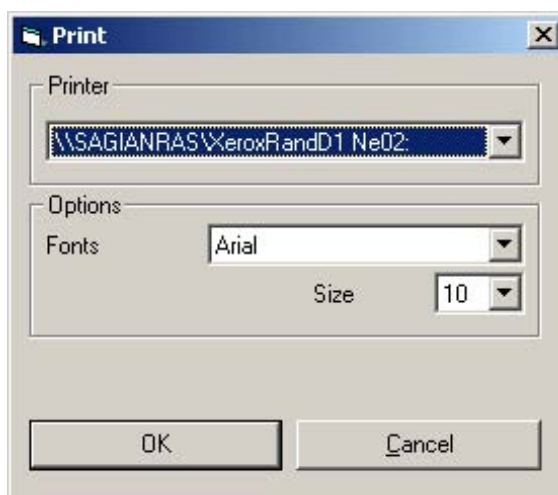 Print
Printer
\\SAGIANRAS\XeroxRandD1 Ne02:
Options
Fonts Arial
Size 10
OK Cancel